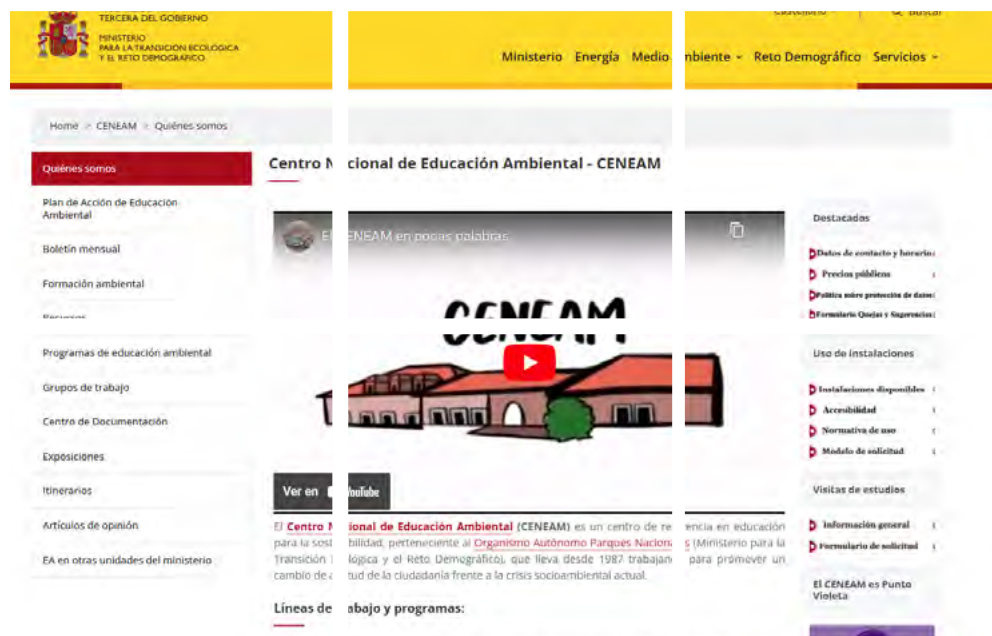 TERCERA DEL GOBIERNO
MINISTERIO
PARA LA TRANSICIÓN ECOLÓGICA
Y EL RETO DEMOGRÁFICO
Castellano
Buscar
Ministerio Energía Medio mbiente Reto Demográfico Servicios
Home > CENEAM > Quiénes somos
Quiénes somos
Plan de Acción de Educación
Ambiental
Boletín mensual
Formación ambiental
Recursos
Programas de educación ambiental
Grupos de trabajo
Centro de Documentación
Exposiciones
Itinerarios
Artículos de opinión
EA en otras unidades del ministerio
Centro N cional de Educación Ambiental - CENEAM
El CENEAM en pocas palabras
CENEAM
Ver en YouTube
El Centro N cional de Educación Ambiental (CENEAM) es un centro de re rencia en educación
para la sost bilidad, perteneciente al Organismo Autónomo Parques Naciona s (Ministerio para la
Transición lógica y el Reto Demográfico), que lleva desde 1987 trabajan para promover un
cambio de a tud de la ciudadanía frente a la crisis socioambiental actual.
Líneas de abajo y programas:
Destacados
Datos de contacto y horario
Precios públicos
Política sobre protección de datos
Formulario Quejas y Sugerencias
Uso de instalaciones
Instalaciones disponibles
Accesibilidad
Normativa de uso
Modelo de solicitud
Visitas de estudios
Información general
Formulario de solicitud
El CENEAM es Punto
Violeta